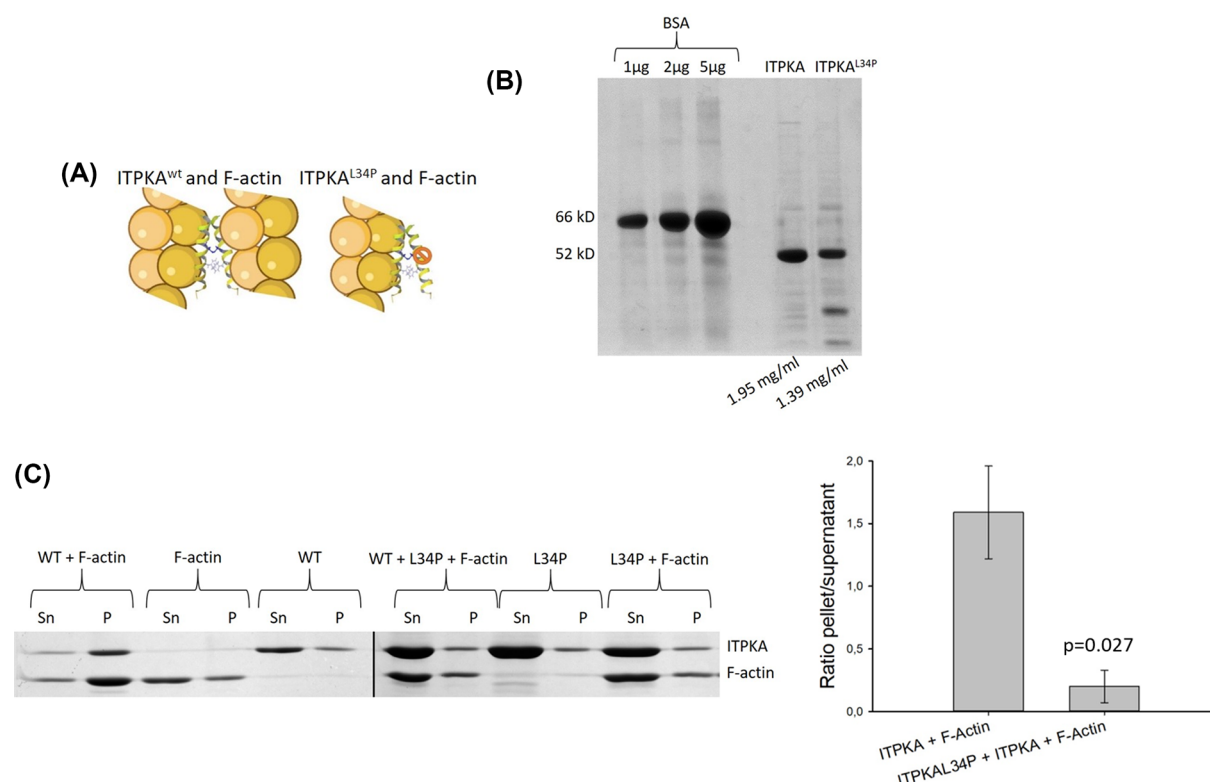 (A)
ITPKAwt and F-actin ITPKAL34P and F-actin
(B)
BSA
1µg 2µg 5µg ITPKA ITPKAL34P
66 kD
52 kD
1.95 mg/ml
1.39 mg/ml
(C)
WT + F-actin F-actin WT WT + L34P + F-actin L34P L34P + F-actin
Sn P Sn P Sn P Sn P Sn P Sn P
ITPKA
F-actin
Ratio pellet/supernatant
2,0
1,5
1,0
0,5
0,0
p=0.027
ITPKA + F-Actin
ITPKAL34P + ITPKA + F-Actin